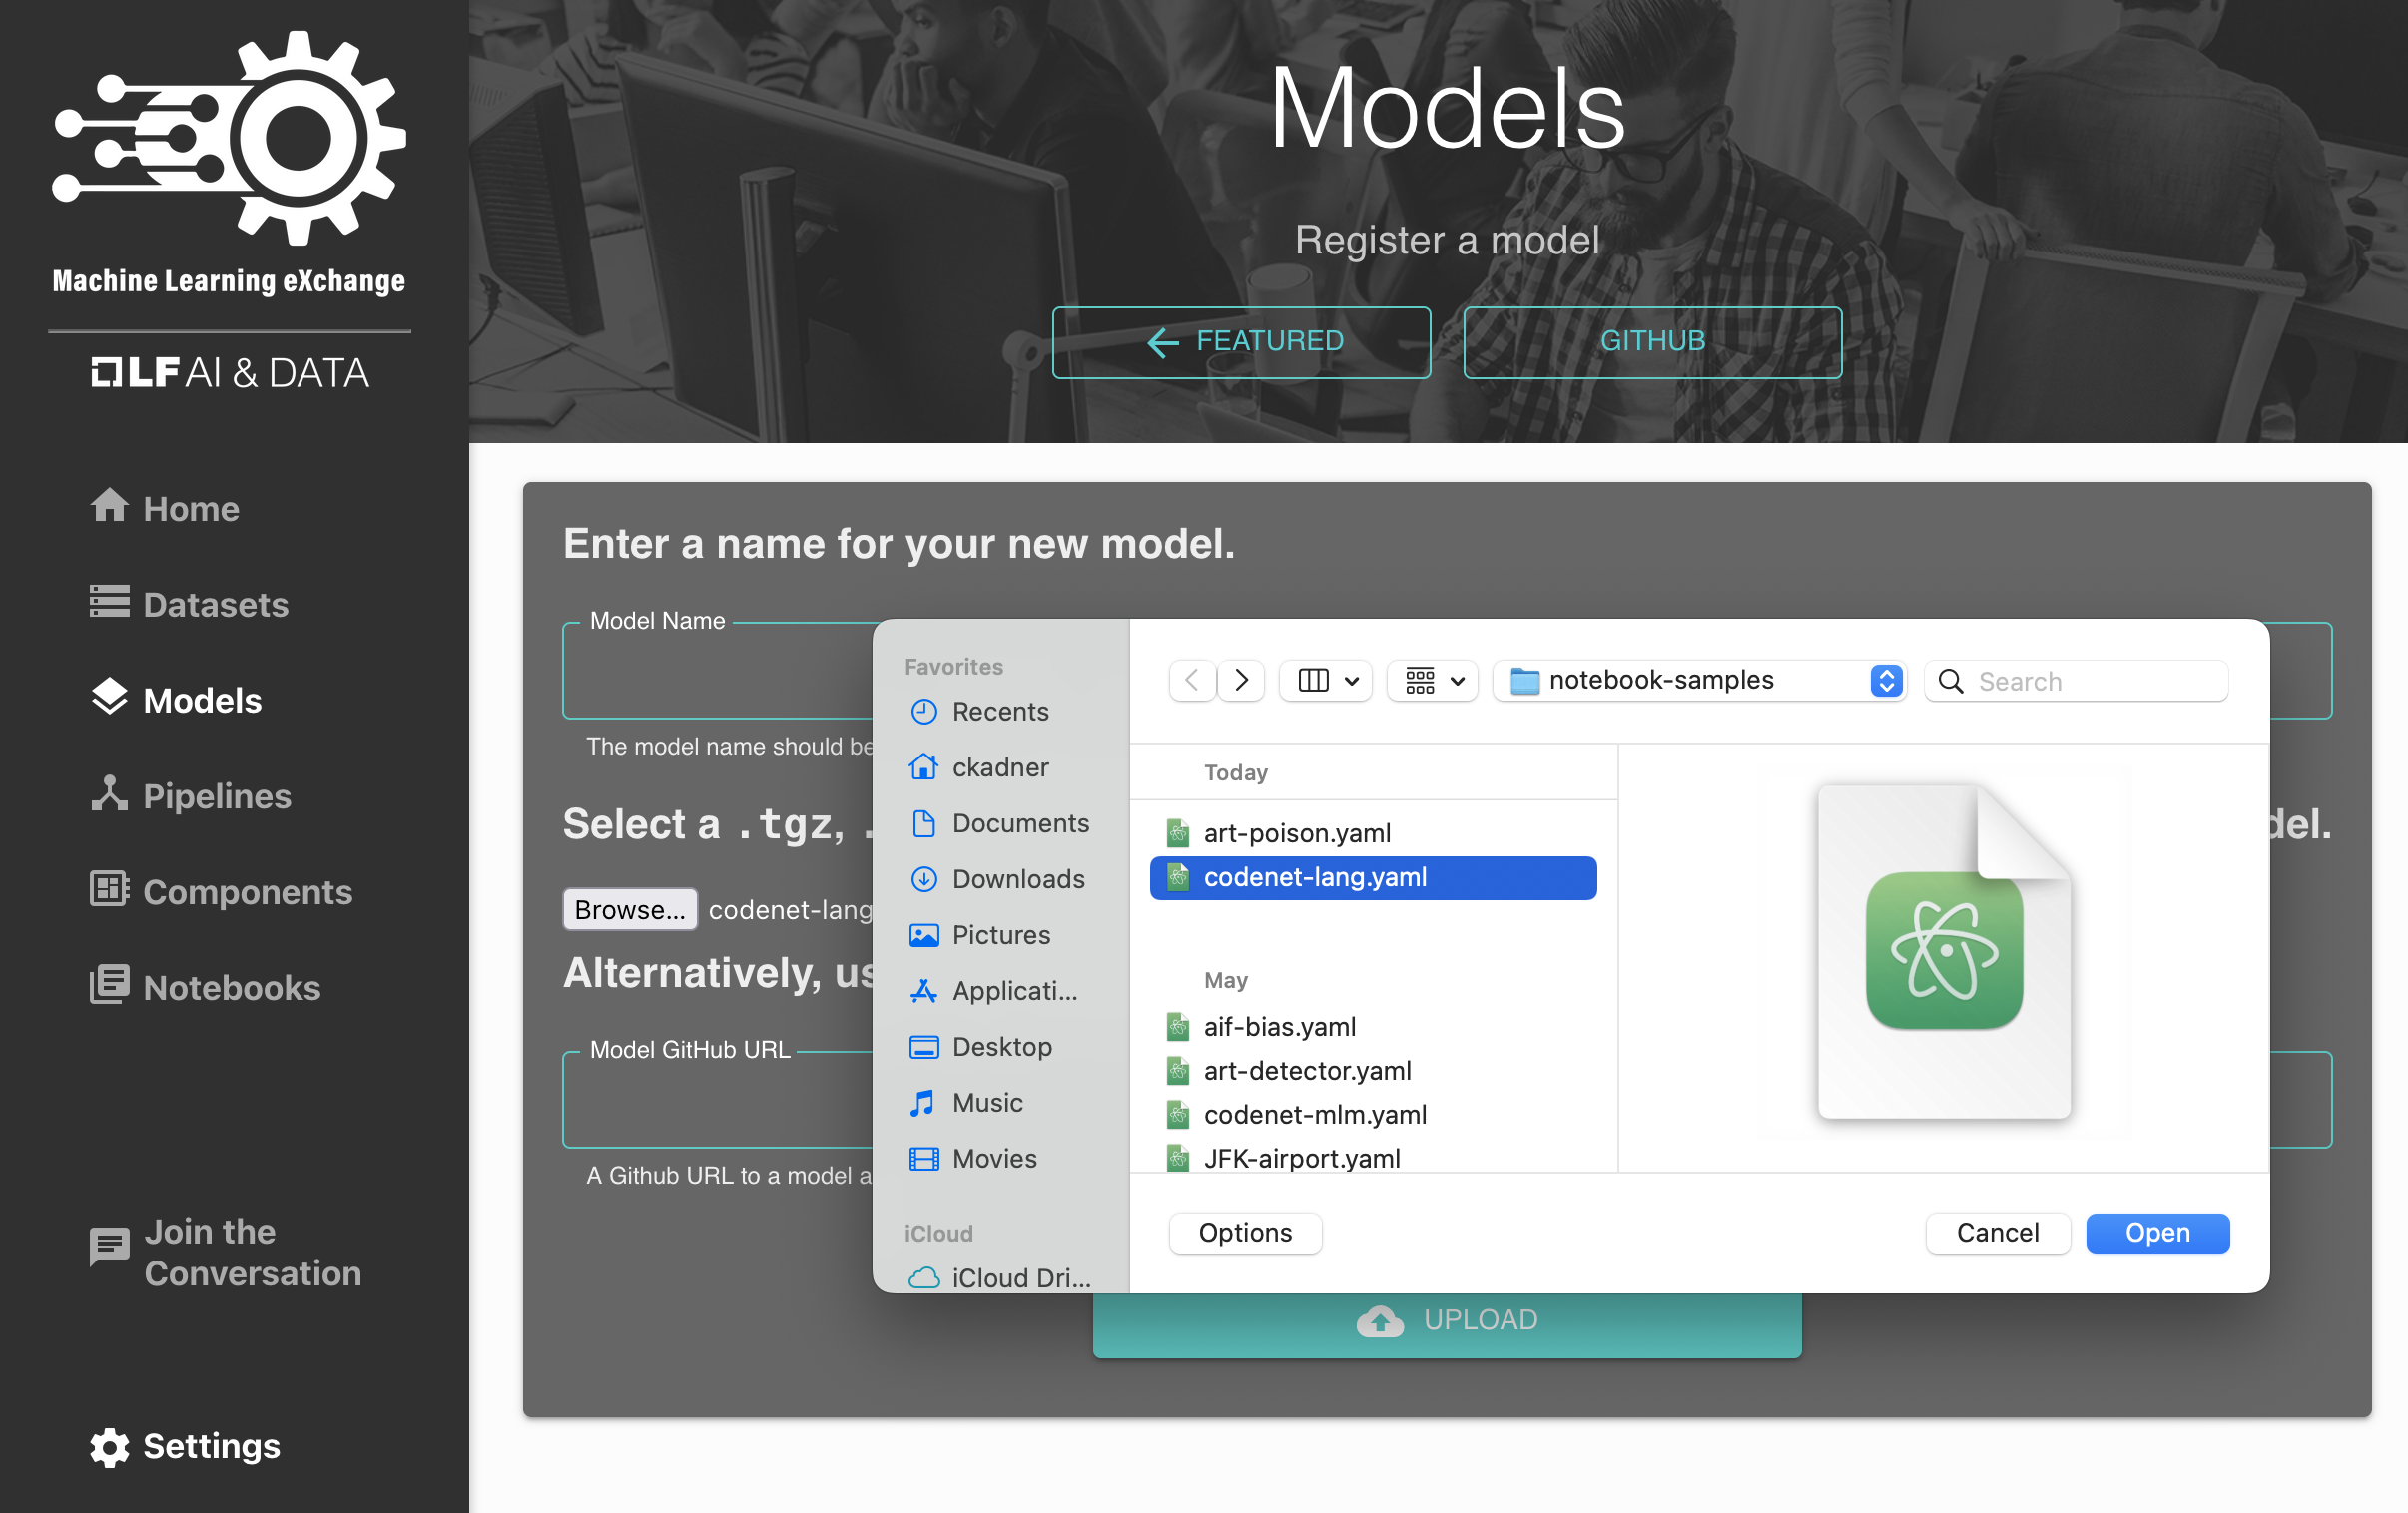 Machine Learning eXchange
LF AI & DATA
Home
Datasets
Models
Pipelines
Components
Notebooks
Join the
Conversation
Settings
Models
Register a model
FEATURED
GITHUB
Enter a name for your new model.
Model Name
The model name should be
Select a .tgz, .
del.
Browse... codenet-lang
Alternatively, us
Model GitHub URL
A Github URL to a model a
UPLOAD
Favorites
Recents
ckadner
Documents
Downloads
Pictures
Applicati...
Desktop
Music
Movies
iCloud
iCloud Dri...
notebook-samples
Search
Today
art-poison.yaml
codenet-lang.yaml
May
aif-bias.yaml
art-detector.yaml
codenet-mlm.yaml
JFK-airport.yaml
Options
Cancel
Open